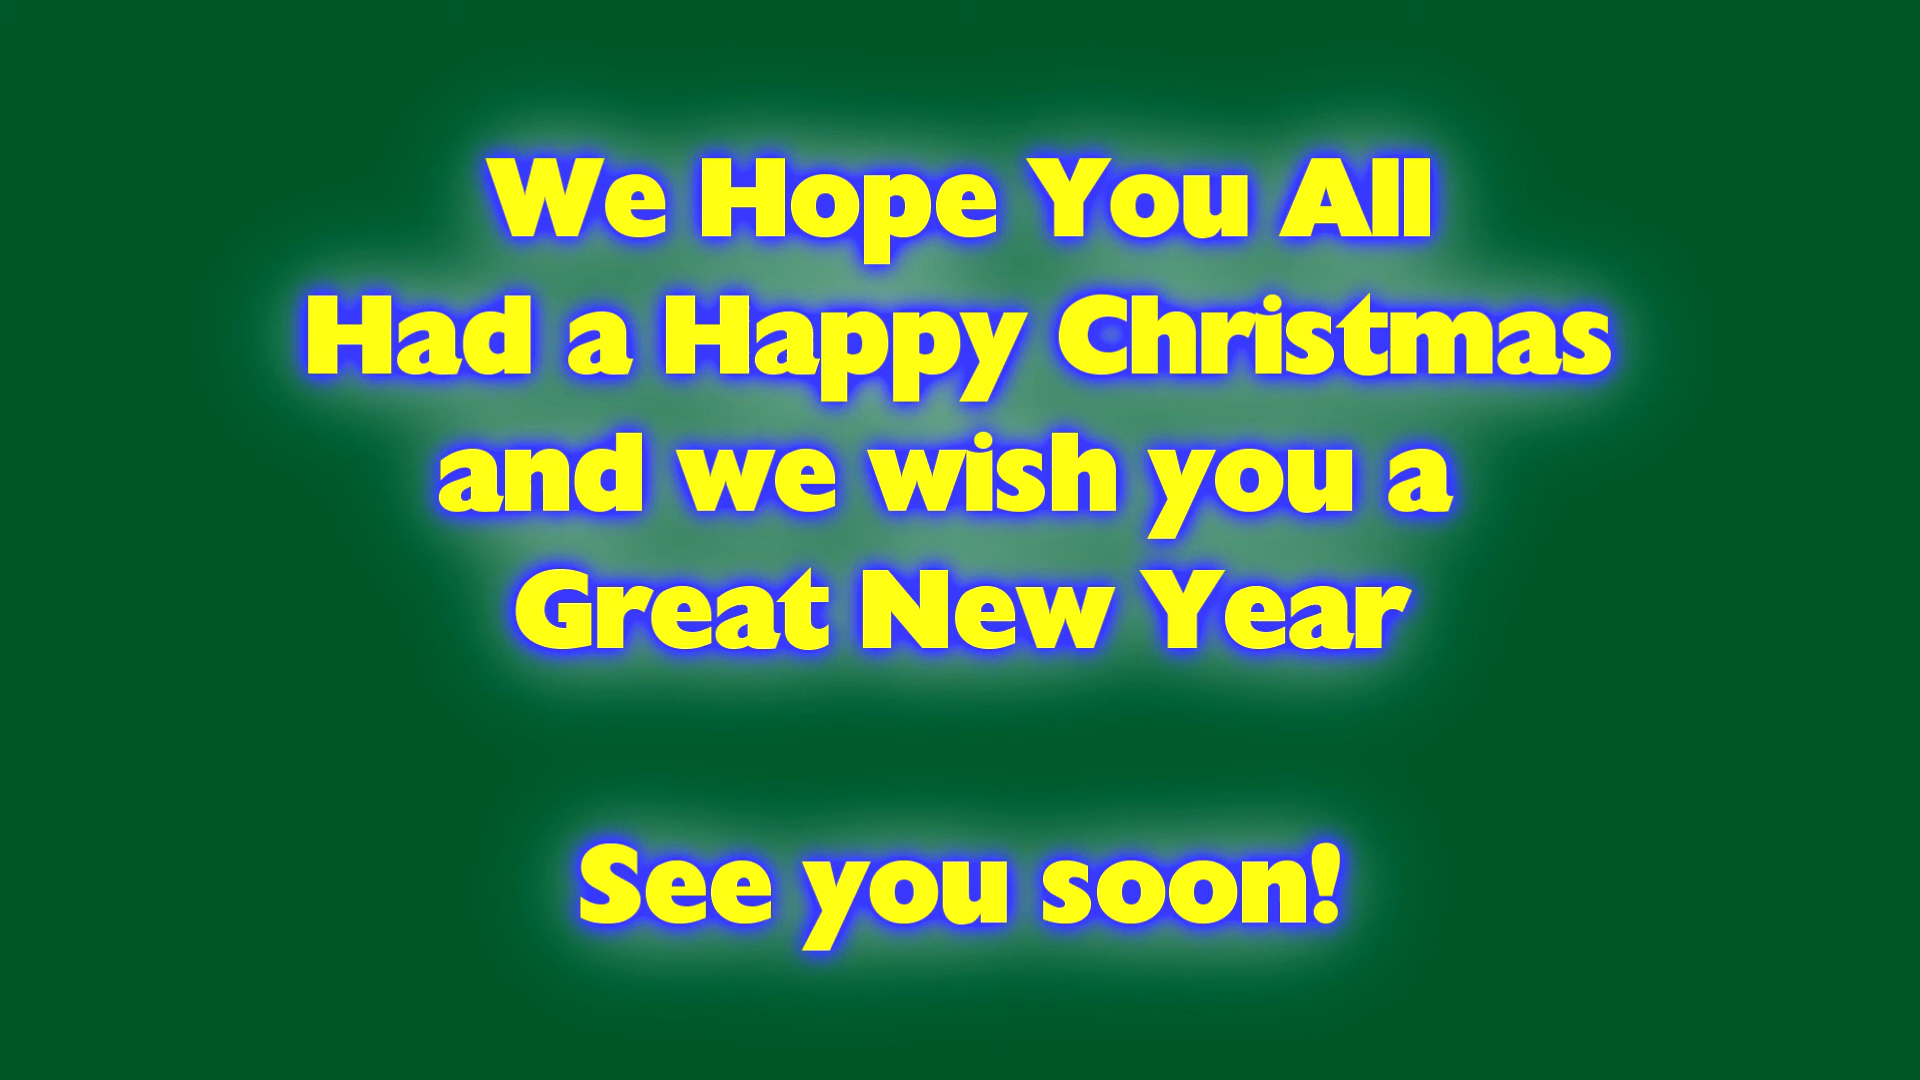 We Hope You All
Had a Happy Christmas
and we wish you a
Great New Year
See you soon!